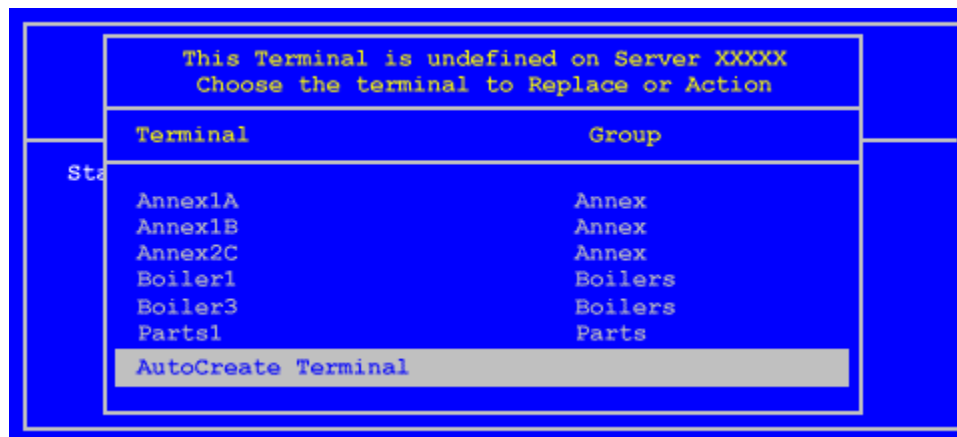 This Terminal is undefined on Server XXXXX
Choose the terminal to Replace or Action
Terminal Group
Sta
Annex1A Annex
Annex1B Annex
Annex2C Annex
Boiler1 Boilers
Boiler3 Boilers
Parts1 Parts
AutoCreate Terminal